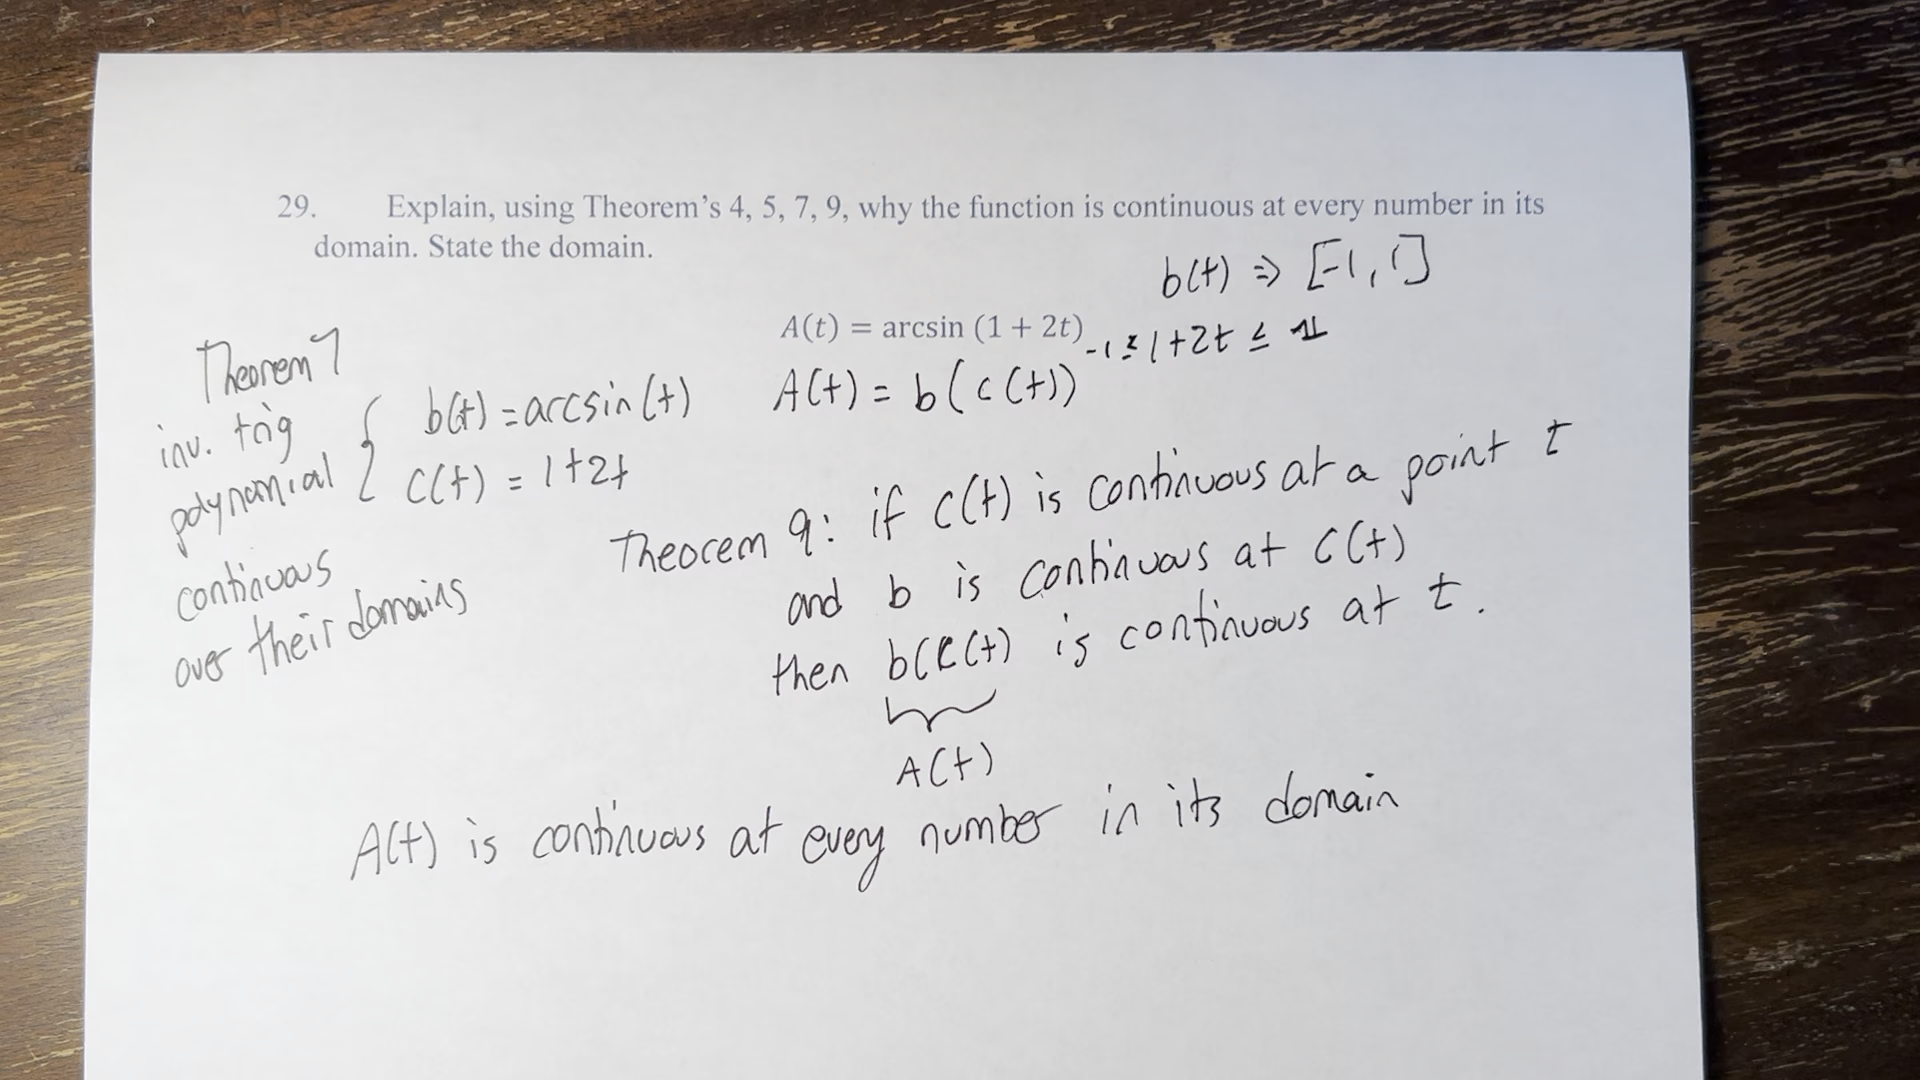 29. Explain, using Theorem’s 4, 5, 7, 9, why the function is continuous at every number in its
domain. State the domain.
b(t) => [-1, 1]
A(t) = arcsin (1 + 2t)
-1 ≤ 1+2t ≤ 1
Theorem 7
inv. trig
polynomial
continuous
over their domains
b(t) = arcsin(t)
c(t) = 1+2t
A(t) = b(c(t))
Theorem 9: if c(t) is continuous at a point t
and b is continuous at c(t)
then b(c(t) is continuous at t.
A(t)
A(t) is continuous at every number in its domain